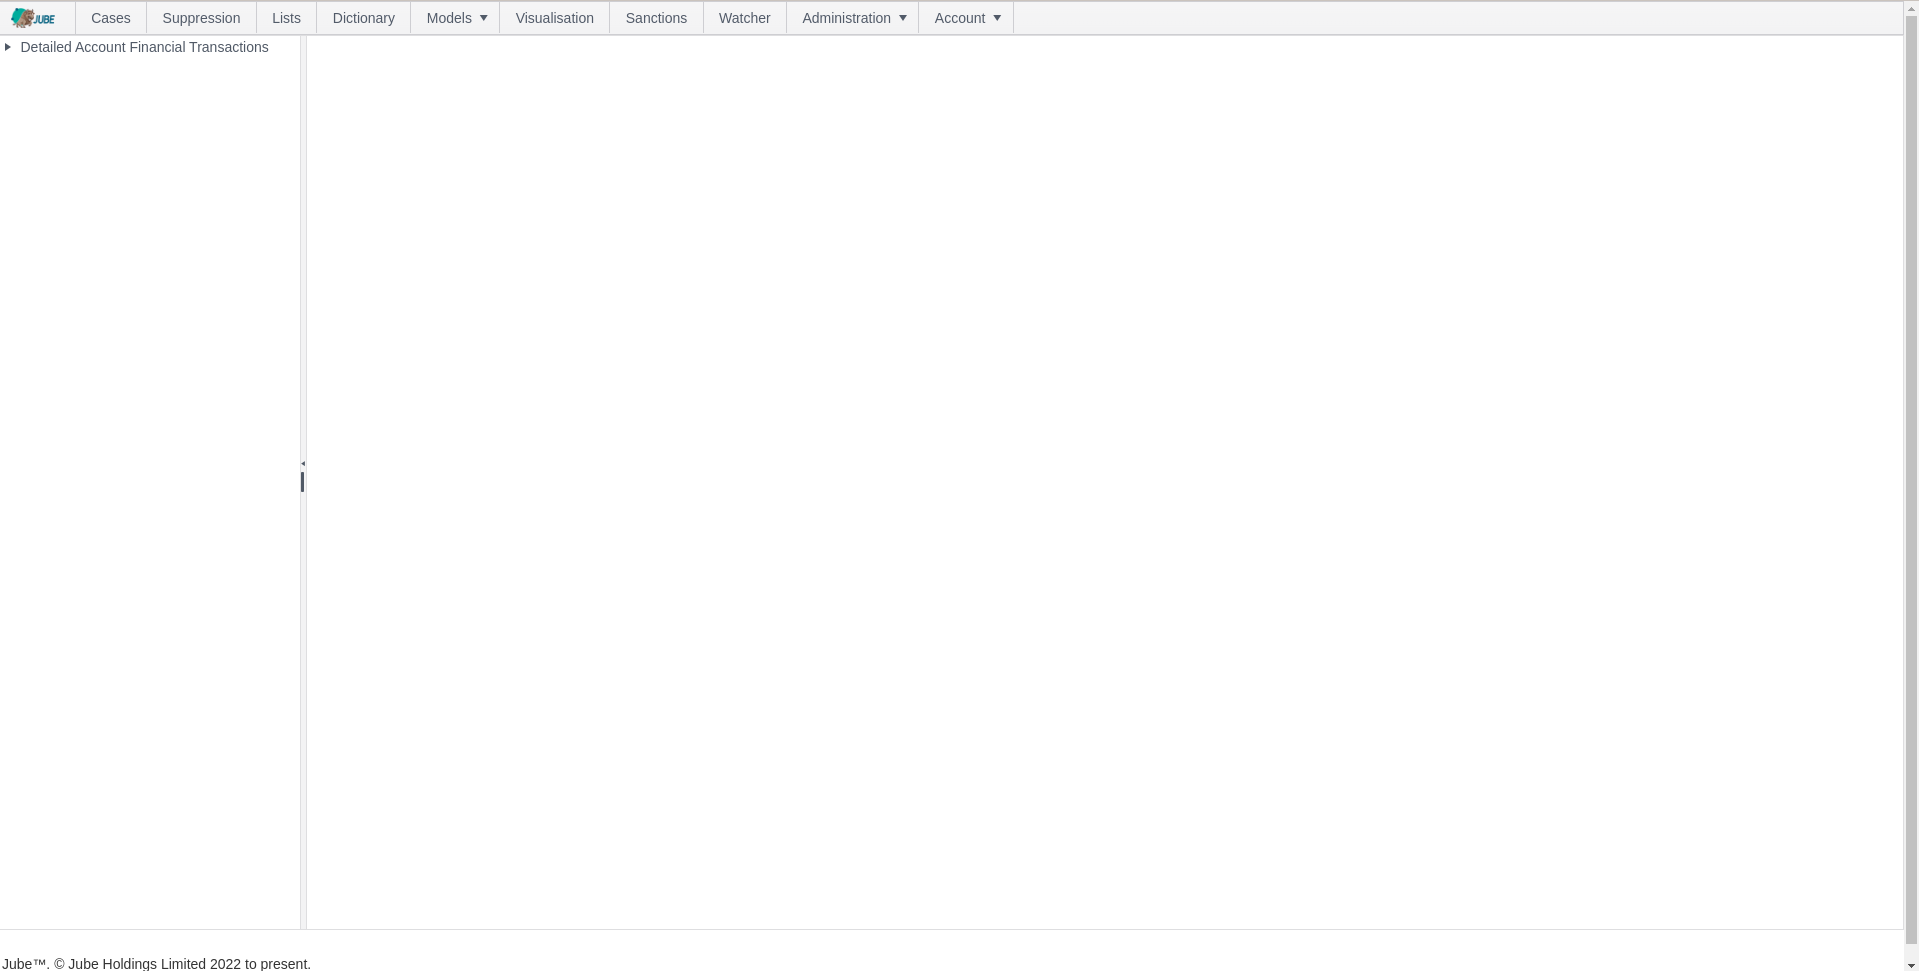 JUBE Cases Suppression Lists Dictionary Models Visualisation Sanctions Watcher Administration Account
Detailed Account Financial Transactions
Jube™. © Jube Holdings Limited 2022 to present.